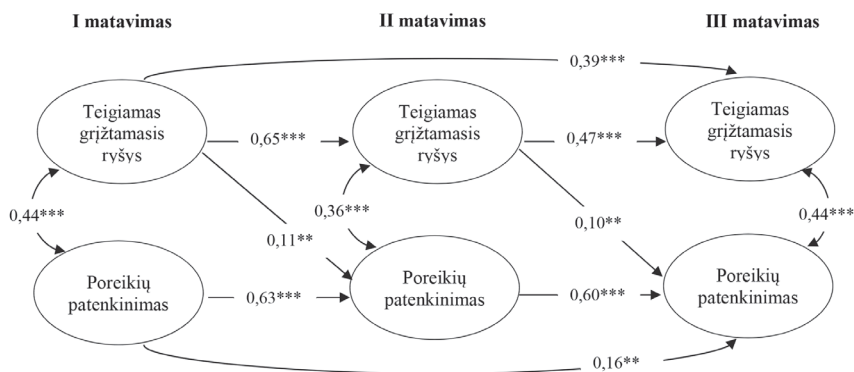 I matavimas
II matavimas
III matavimas
0,39***
Teigiamas
grįžtamasis
ryšys
0,65***
Teigiamas
grįžtamasis
ryšys
0,47***
Teigiamas
grįžtamasis
ryšys
0,44***
0,11**
0,36***
0,10**
0,44***
Poreikių
patenkinimas
0,63***
Poreikių
patenkinimas
0,60***
Poreikių
patenkinimas
0,16**